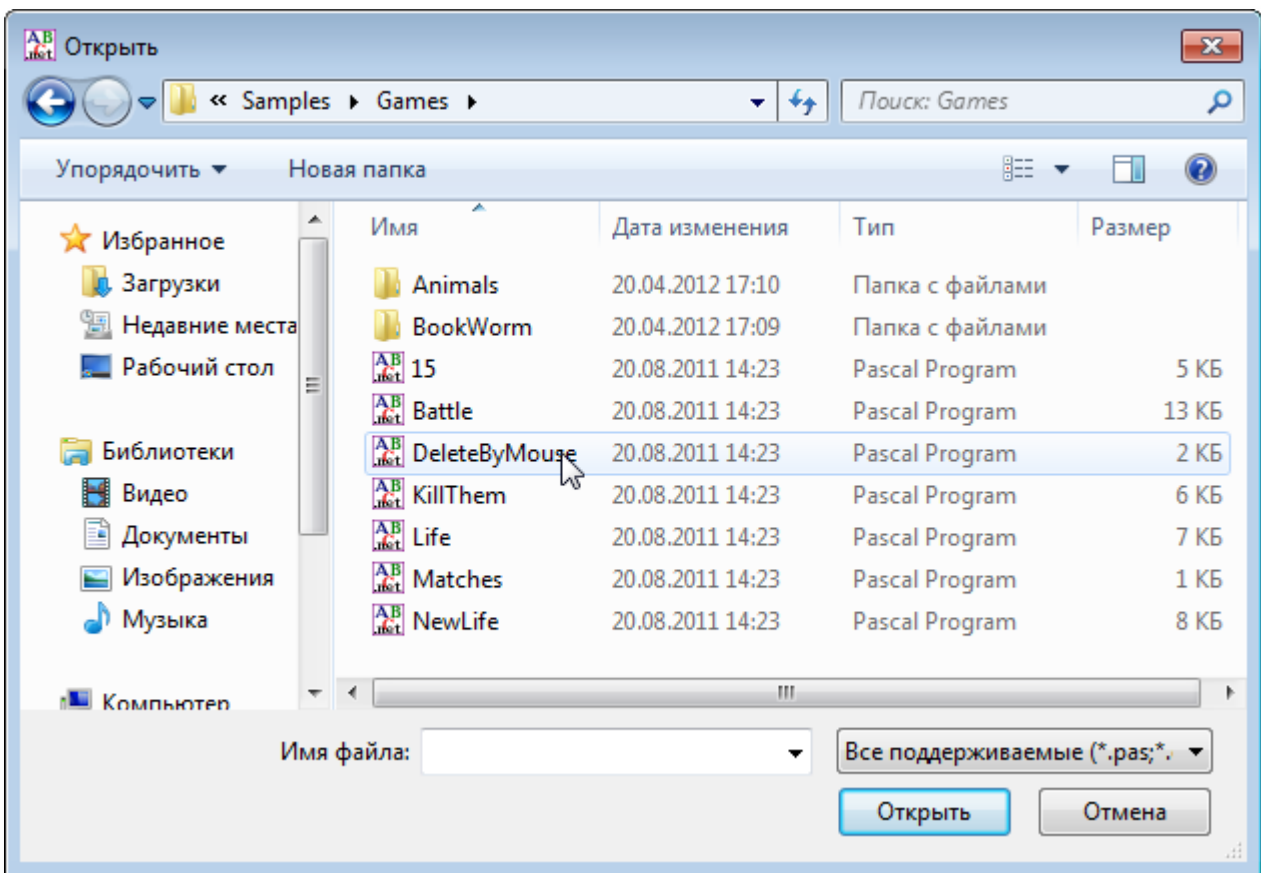 Открыть
« Samples Games
Поиск: Games
Упорядочить Новая папка
Избранное
Загрузки
Недавние места
Рабочий стол
Библиотеки
Видео
Документы
Изображения
Музыка
Компьютер
Имя Дата изменения Тип Размер
Animals 20.04.2012 17:10 Папка с файлами
BookWorm 20.04.2012 17:09 Папка с файлами
15 20.08.2011 14:23 Pascal Program 5 КБ
Battle 20.08.2011 14:23 Pascal Program 13 КБ
DeleteByMouse 20.08.2011 14:23 Pascal Program 2 КБ
KillThem 20.08.2011 14:23 Pascal Program 6 КБ
Life 20.08.2011 14:23 Pascal Program 7 КБ
Matches 20.08.2011 14:23 Pascal Program 1 КБ
NewLife 20.08.2011 14:23 Pascal Program 8 КБ
Имя файла:
Все поддерживаемые (*.pas;*.
Открыть Отмена